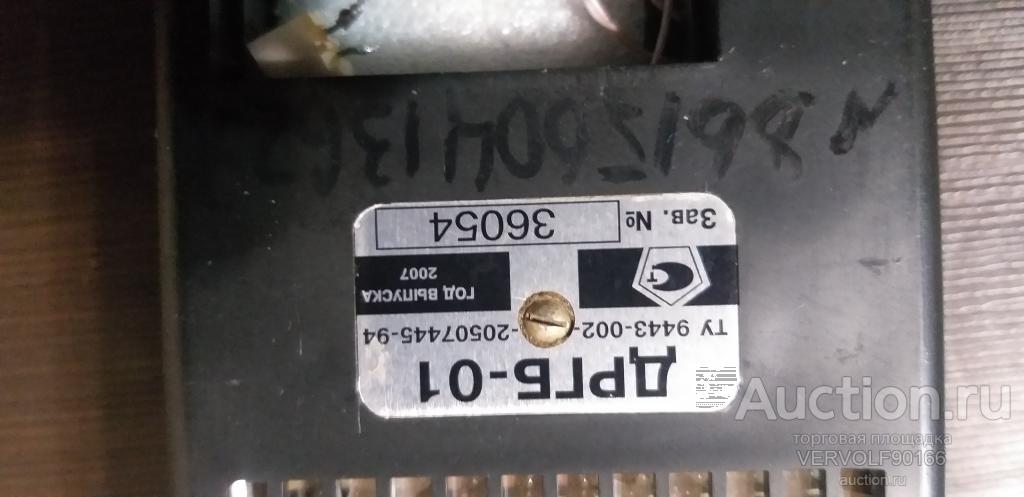 ДРГБ-01
ТУ 9443-002-20507445-94
ГОД ВЫПУСКА
2007
Зав. № 36054
Auction.ru
торговая площадка
VERVOLF90166
auction.ru